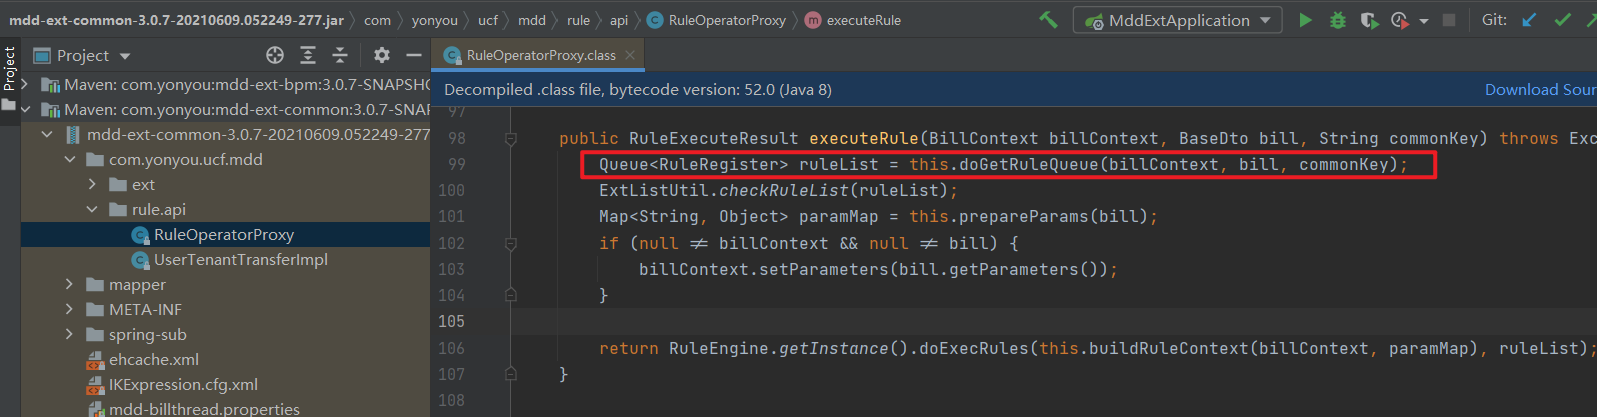 mdd-ext-common-3.0.7-20210609.052249-277.jar com yonyou ucf mdd rule api RuleOperatorProxy executeRule MddExtApplication Git:
Project
Project
RuleOperatorProxy.class
Maven: com.yonyou:mdd-ext-bpm:3.0.7-SNAPSHO
Maven: com.yonyou:mdd-ext-common:3.0.7-SNAP
mdd-ext-common-3.0.7-20210609.052249-277
com.yonyou.ucf.mdd
ext
rule.api
RuleOperatorProxy
UserTenantTransferImpl
mapper
META-INF
spring-sub
ehcache.xml
IKExpression.cfg.xml
mdd-billthread.properties
Decompiled .class file, bytecode version: 52.0 (Java 8) Download Sour
97
98 public RuleExecuteResult executeRule(BillContext billContext, BaseDto bill, String commonKey) throws Exc
99 Queue<RuleRegister> ruleList = this.doGetRuleQueue(billContext, bill, commonKey);
100 ExtListUtil.checkRuleList(ruleList);
101 Map<String, Object> paramMap = this.prepareParams(bill);
102 if (null ≠ billContext && null ≠ bill) {
103 billContext.setParameters(bill.getParameters());
104 }
105
106 return RuleEngine.getInstance().doExecRules(this.buildRuleContext(billContext, paramMap), ruleList);
107 }
108